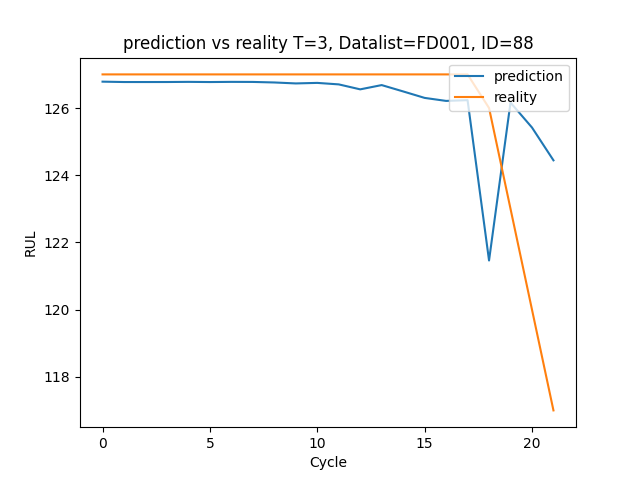 prediction vs reality T=3, Datalist=FD001, ID=88
prediction
reality
126
124
122
120
118
RUL
0
5
10
15
20
Cycle